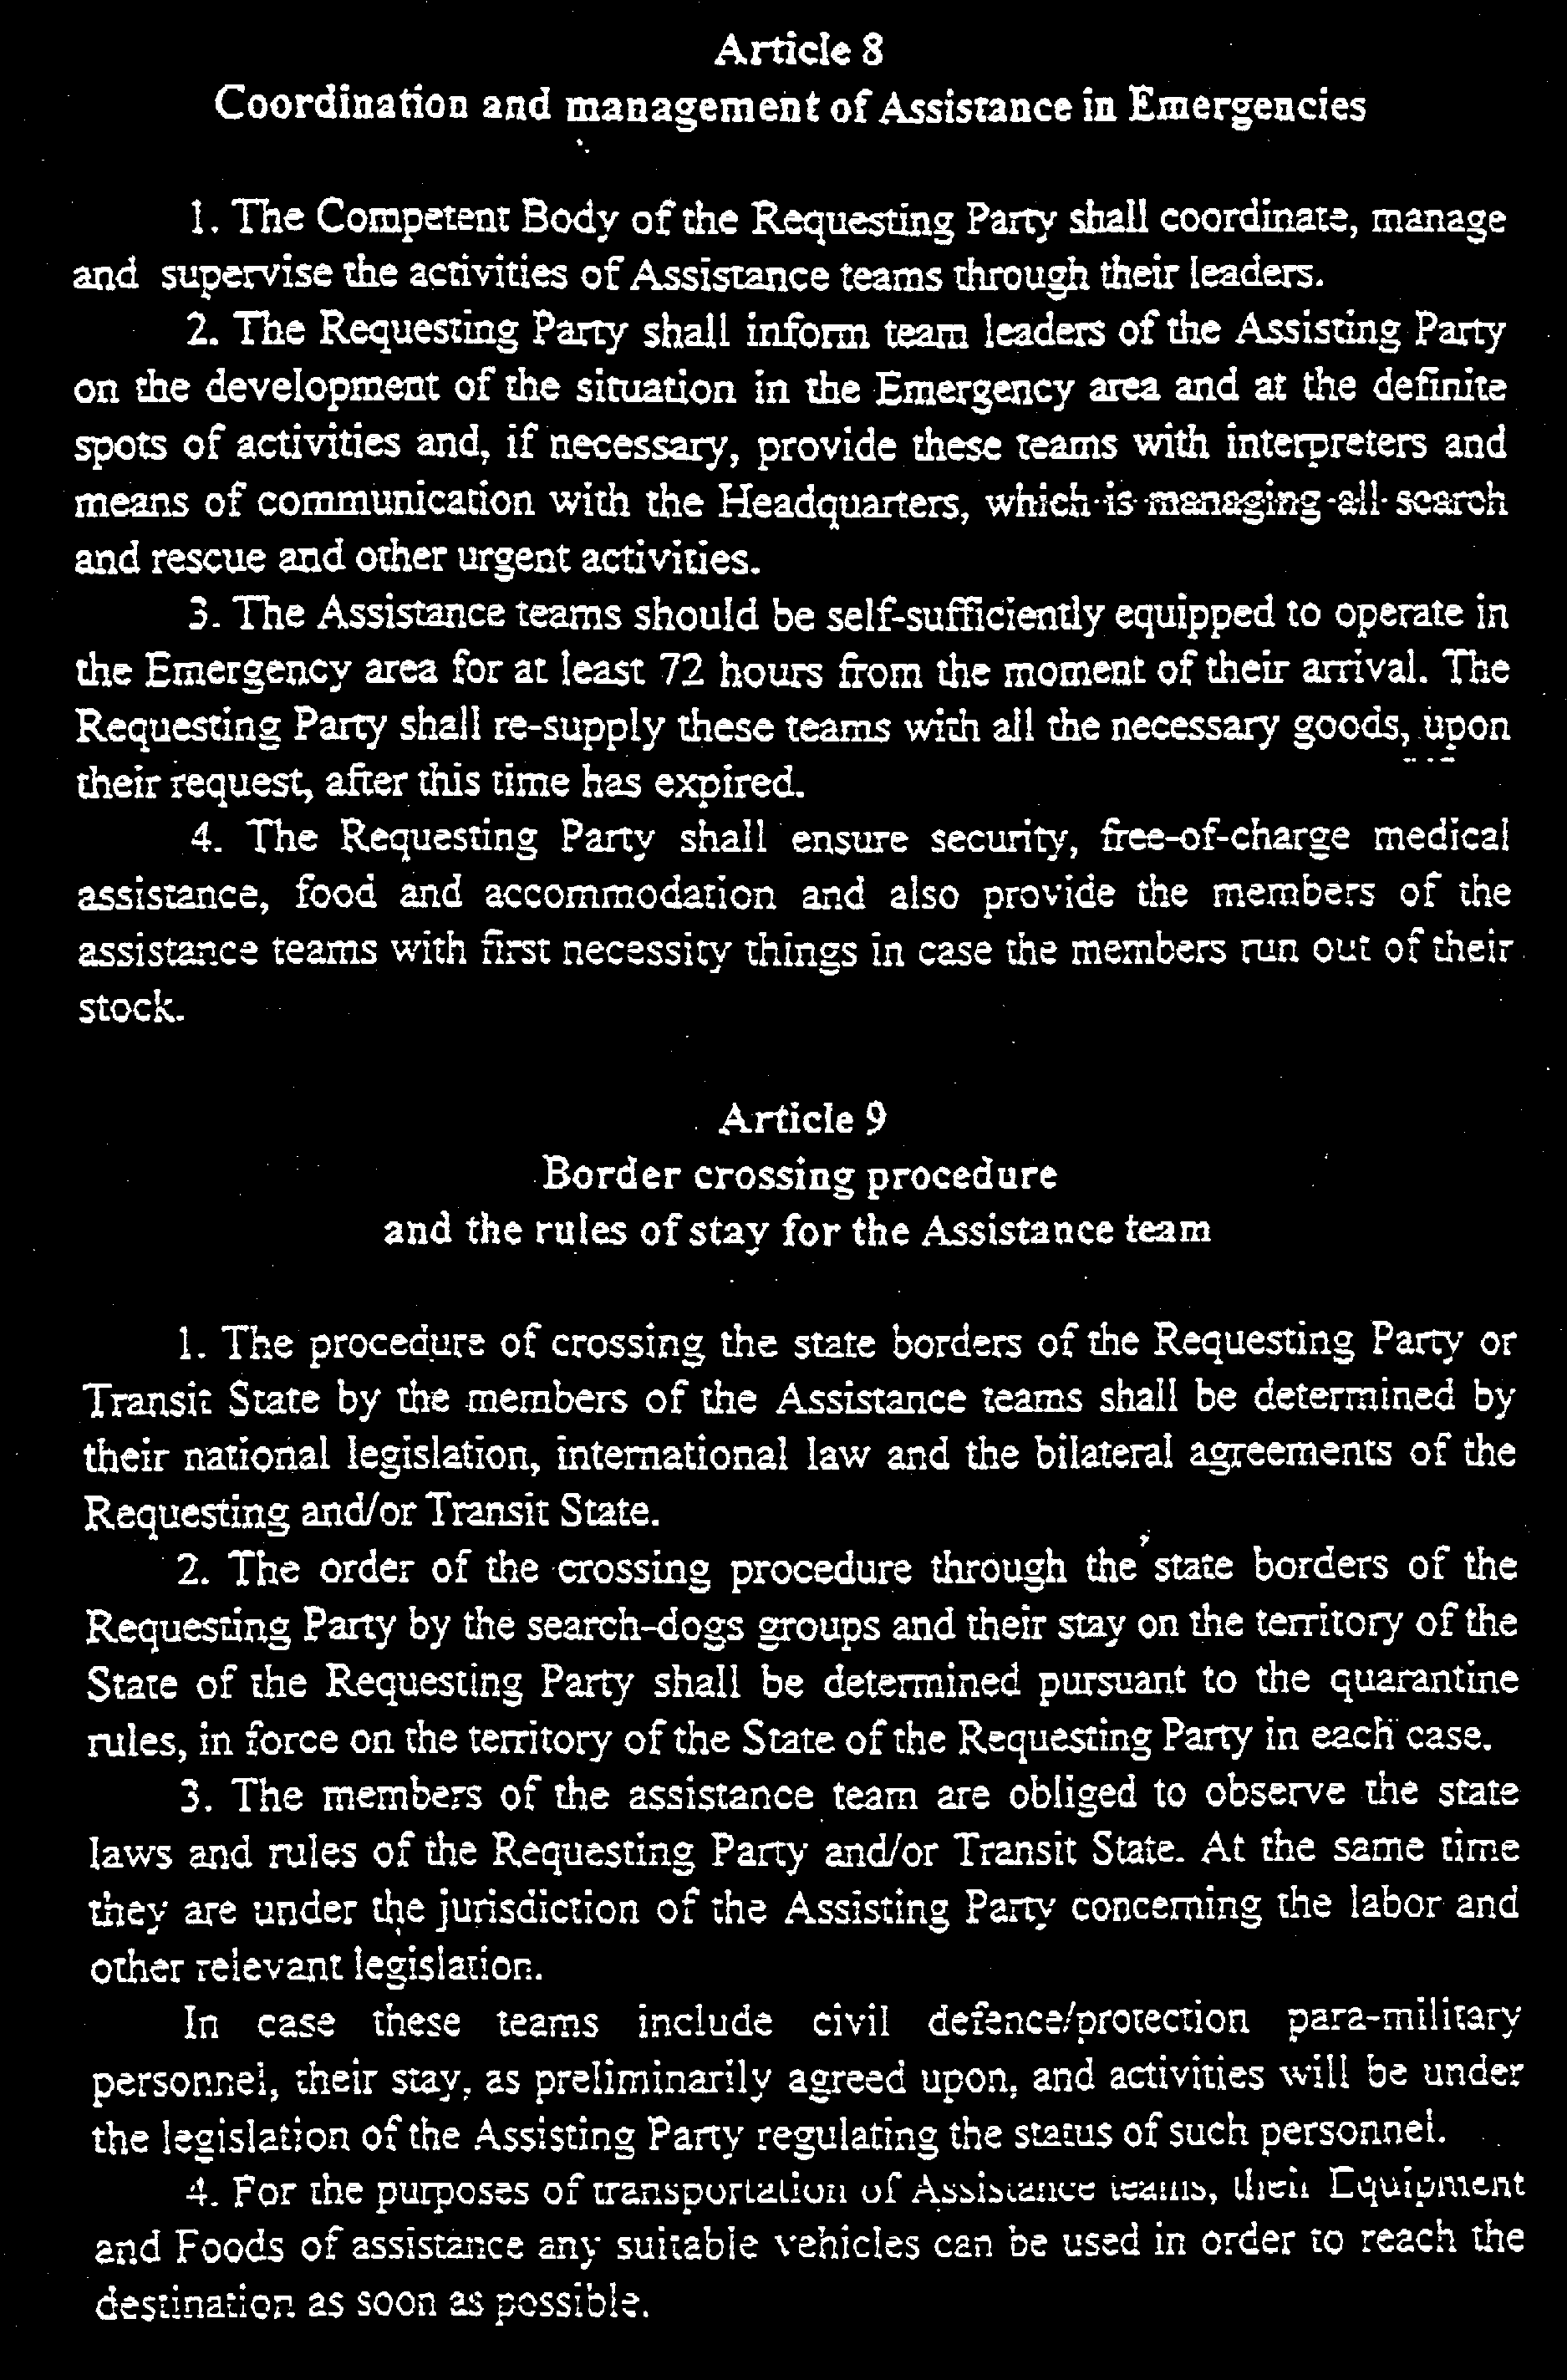 Article 8
Coordination and management of Assistance in Emergencies
1. The Competent Body of the Requesting Party shall coordinate, manage
and supervise the activities of Assistance teams through their leaders.
2. The Requesting Party shall inform team leaders of the Assisting Party
on the development of the situation in the Emergency area and at the definite
spots of activities and, if necessary, provide these teams with interpreters and
means of communication with the Headquarters, which is managing all search
and rescue and other urgent activities.
3. The Assistance teams should be self-sufficiently equipped to operate in
the Emergency area for at least 72 hours from the moment of their arrival. The
Requesting Party shall re-supply these teams with all the necessary goods, upon
their request, after this time has expired.
4. The Requesting Party shall ensure security, free-of-charge medical
assistance, food and accommodation and also provide the members of the
assistance teams with first necessity things in case the members run out of their
stock.
Article 9
Border crossing procedure
and the rules of stay for the Assistance team
1. The procedure of crossing the state borders of the Requesting Party or
Transit State by the members of the Assistance teams shall be determined by
their national legislation, international law and the bilateral agreements of the
Requesting and/or Transit State.
2. The order of the crossing procedure through the state borders of the
Requesting Party by the search-dogs groups and their stay on the territory of the
State of the Requesting Party shall be determined pursuant to the quarantine
rules, in force on the territory of the State of the Requesting Party in each case.
3. The members of the assistance team are obliged to observe the state
laws and rules of the Requesting Party and/or Transit State. At the same time
they are under the jurisdiction of the Assisting Party concerning the labor and
other relevant legislation.
In case these teams include civil defence/protection para-military
personnel, their stay, as preliminarily agreed upon, and activities will be under
the legislation of the Assisting Party regulating the status of such personnel.
4. For the purposes of transportation of Assistance teams, their Equipment
and Foods of assistance any suitable vehicles can be used in order to reach the
destination as soon as possible.